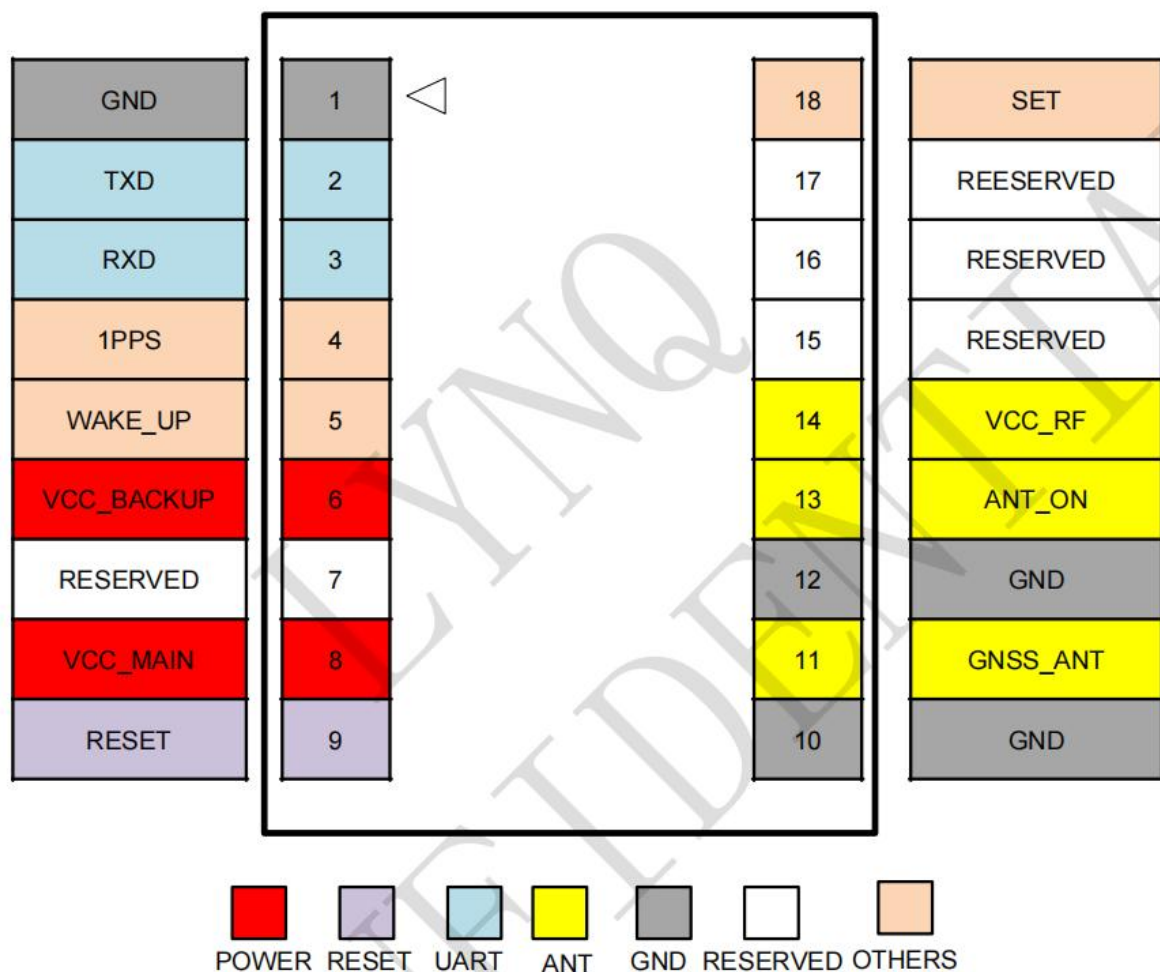 GND 1 18 SET
TXD 2 17 REESERVED
RXD 3 16 RESERVED
1PPS 4 15 RESERVED
WAKE_UP 5 14 VCC_RF
VCC_BACKUP 6 13 ANT_ON
RESERVED 7 12 GND
VCC_MAIN 8 11 GNSS_ANT
RESET 9 10 GND
LYNQ
FIDENTIA
POWER RESET UART ANT GND RESERVED OTHERS